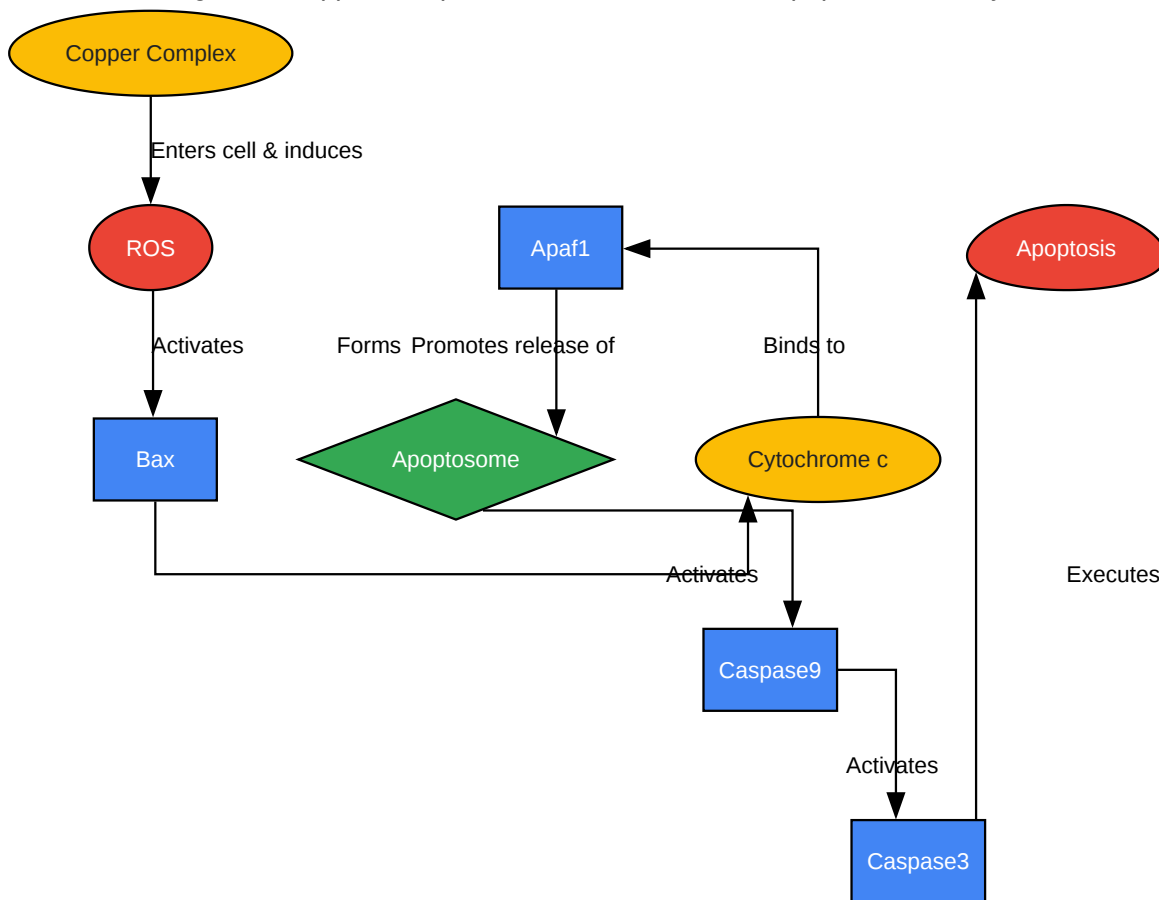 Copper Complex
Enters cell & induces
ROS
Apaf1
Apoptosis
Activates
Forms
Promotes release of
Binds to
Bax
Apoptosome
Cytochrome c
Activates
Executes
Caspase9
Activates
Caspase3